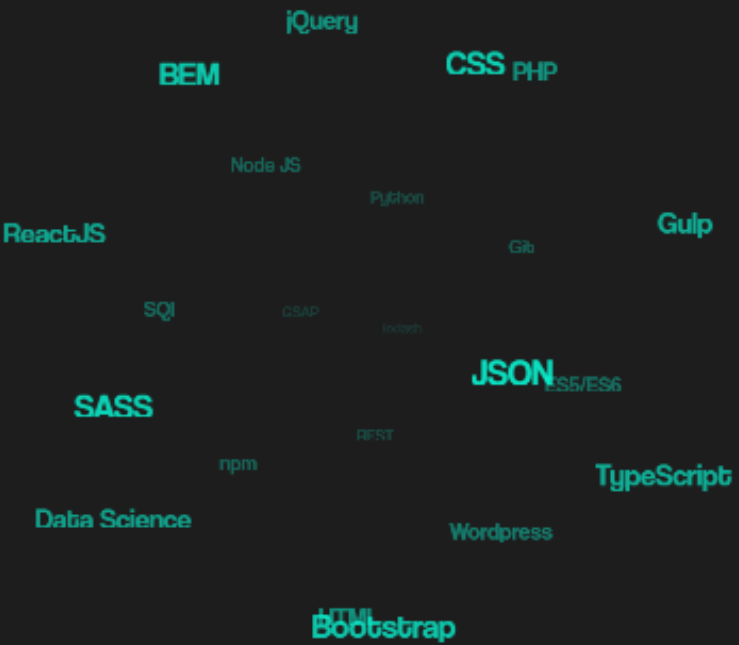 jQuery
BEM
CSS
PHP
Node JS
Python
ReactJS
Gulp
Git
SQl
GSAP
JSON
ES5/ES6
SASS
REST
npm
TypeScript
Data Science
Wordpress
HTML
Bootstrap